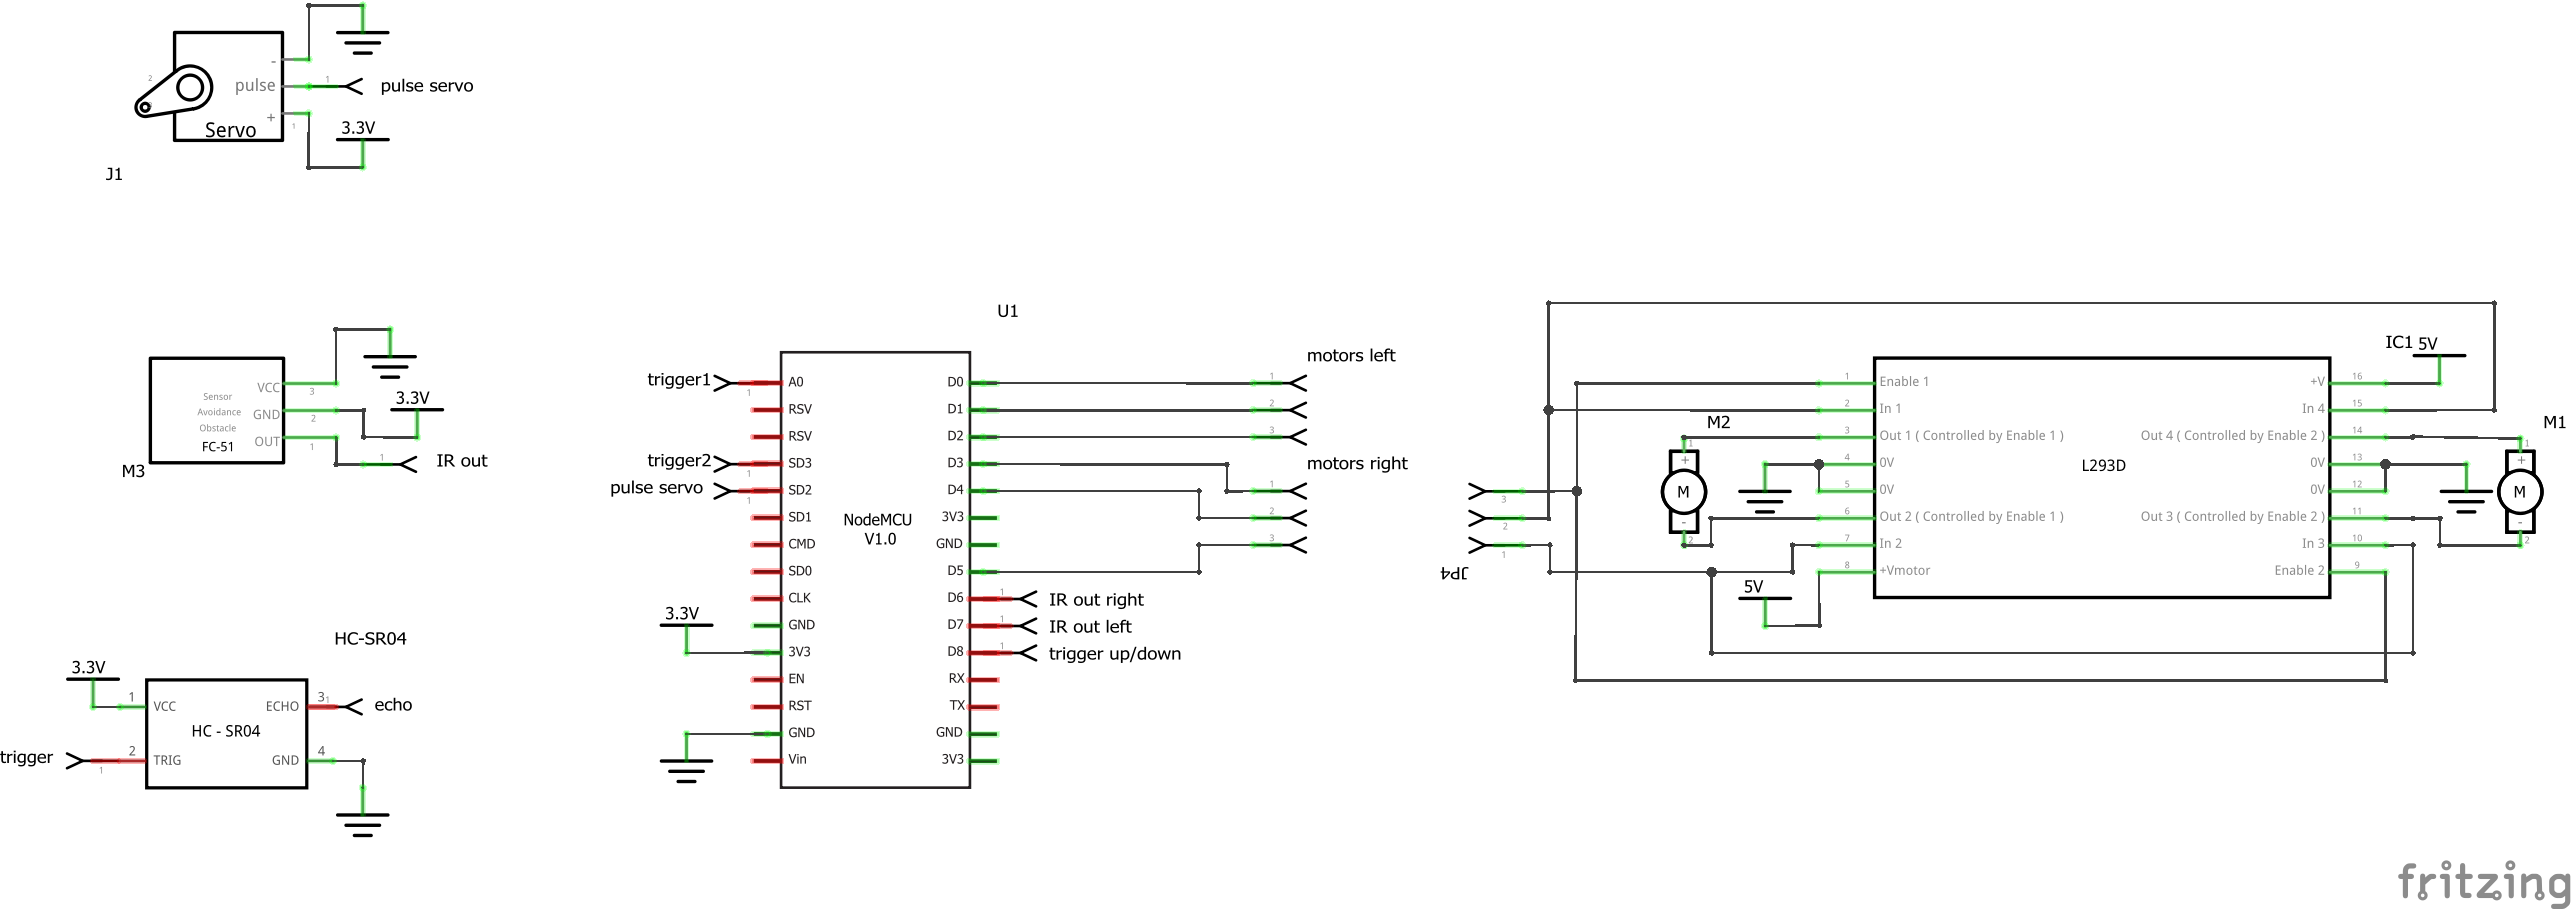 -
pulse
+
Servo
2
1
1
pulse servo
3.3V
J1
VCC
GND
OUT
Sensor
Avoidance
Obstacle
FC-51
3
2
1
1
3.3V
IR out
M3
HC-SR04
3.3V
1
VCC
ECHO
3
1
echo
HC - SR04
trigger
1
2
TRIG
GND
4
U1
trigger1
1
trigger2
1
pulse servo
1
3.3V
NodeMCU
V1.0
A0
RSV
RSV
SD3
SD2
SD1
CMD
SD0
CLK
GND
3V3
EN
RST
GND
Vin
D0
D1
D2
D3
D4
3V3
GND
D5
D6
D7
D8
RX
TX
GND
3V3
motors left
1
2
3
motors right
1
2
3
1
IR out right
1
IR out left
1
trigger up/down
3
2
1
JP4
M2
1
+
M
-
2
5V
IC1
5V
L293D
1
Enable 1
2
In 1
3
Out 1 ( Controlled by Enable 1 )
4
0V
5
0V
6
Out 2 ( Controlled by Enable 1 )
7
In 2
8
+Vmotor
+V
16
In 4
15
Out 4 ( Controlled by Enable 2 )
14
0V
13
0V
12
Out 3 ( Controlled by Enable 2 )
11
In 3
10
Enable 2
9
M1
1
+
M
-
2
fritzing